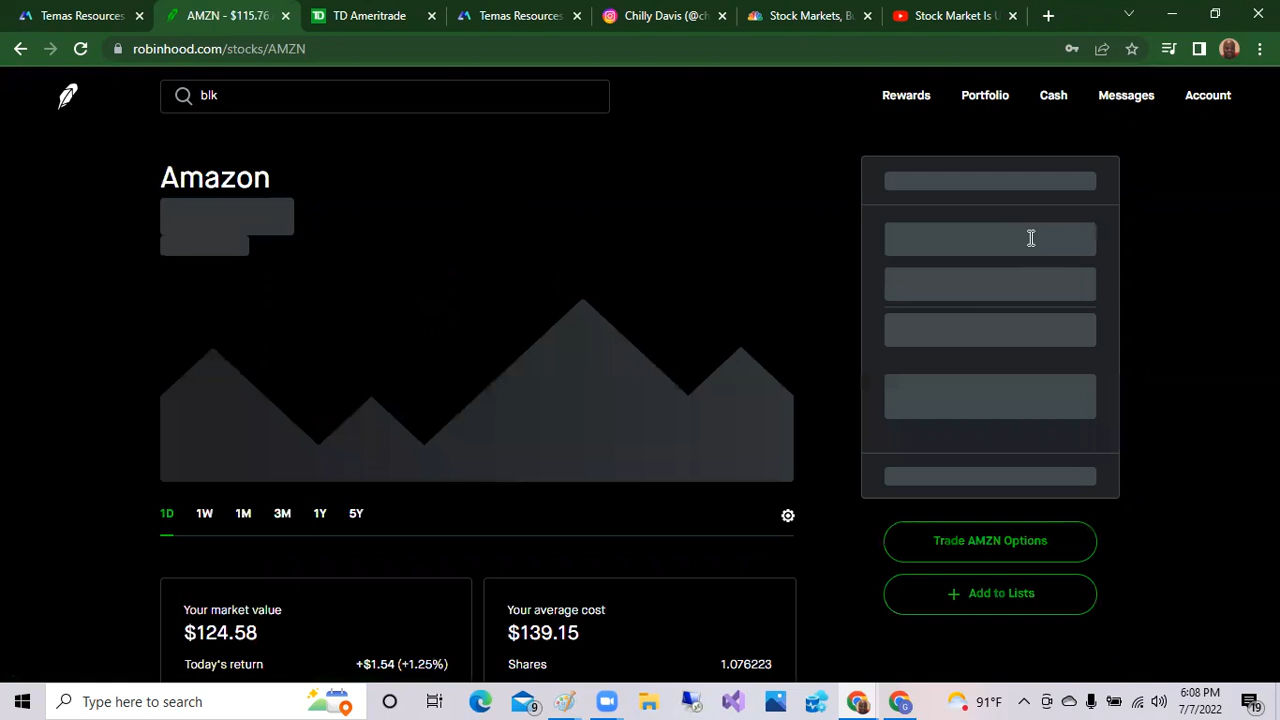 Temas Resources
AMZN - $115.76
TD Ameritrade
Temas Resources
Chilly Davis (@ch
Stock Markets, Bu
Stock Market Is
robinhood.com/stocks/AMZN
blk
Rewards
Portfolio
Cash
Messages
Account
Amazon
1D
1W
1M
3M
1Y
5Y
Trade AMZN Options
Add to Lists
Your market value
$124.58
Today's return
+$1.54 (+1.25%)
Your average cost
$139.15
Shares
1.076223
Type here to search
9
91°F
6:08 PM
7/7/2022
19